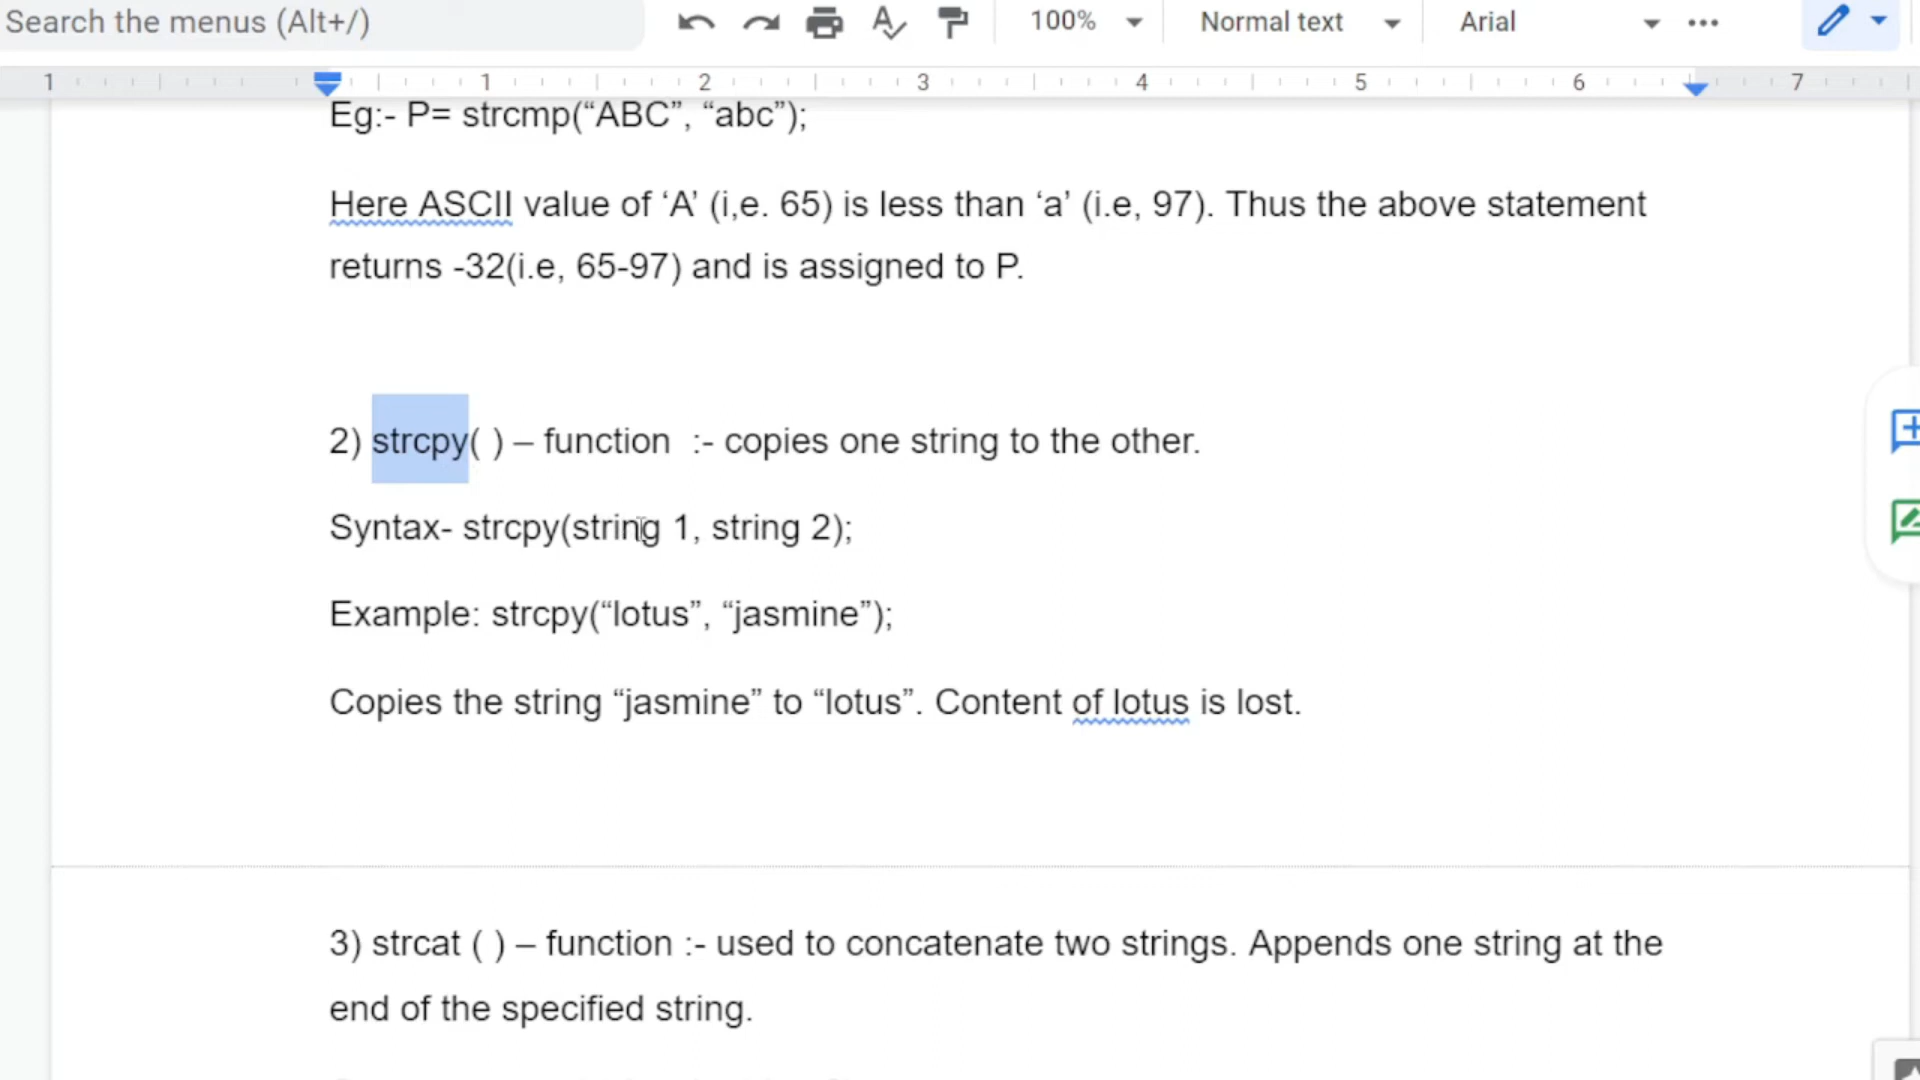 Search the menus (Alt+/)
100%
Normal text
Arial
1 1 2 3 4 5 6 7
Eg:- P= strcmp(“ABC”, “abc”);
Here ASCII value of ‘A’ (i,e. 65) is less than ‘a’ (i.e, 97). Thus the above statement
returns -32(i.e, 65-97) and is assigned to P.
2) strcpy( ) – function :- copies one string to the other.
Syntax- strcpy(string 1, string 2);
Example: strcpy(“lotus”, “jasmine”);
Copies the string “jasmine” to “lotus”. Content of lotus is lost.
3) strcat ( ) – function :- used to concatenate two strings. Appends one string at the
end of the specified string.